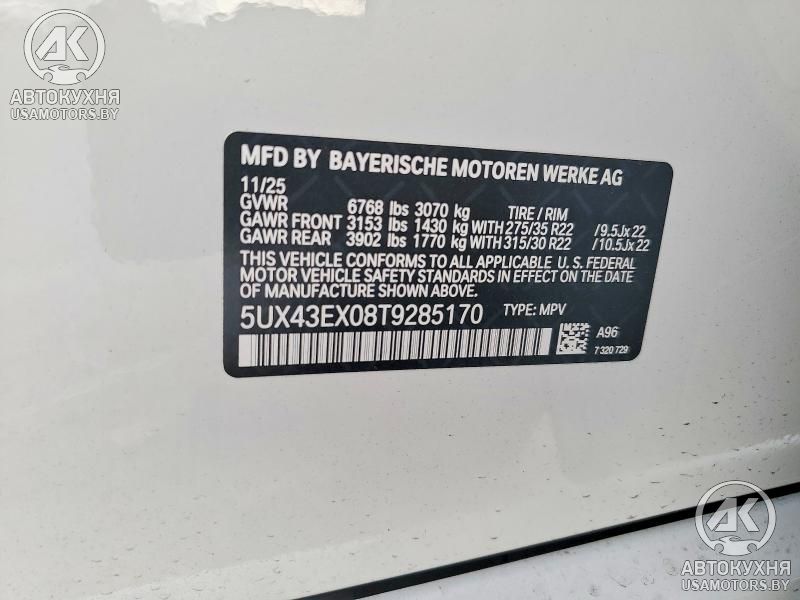 AK
АВТОКУХНЯ
USAMOTORS.BY
MFD BY BAYERISCHE MOTOREN WERKE AG
11/25
GVWR 6768 lbs 3070 kg TIRE / RIM
GAWR FRONT 3153 lbs 1430 kg WITH 275/35 R22 /9.5Jx22
GAWR REAR 3902 lbs 1770 kg WITH 315/30 R22 /10.5Jx22
THIS VEHICLE CONFORMS TO ALL APPLICABLE U. S. FEDERAL
MOTOR VEHICLE SAFETY STANDARDS IN EFFECT ON THE DATE
OF MANUFACTURE SHOWN ABOVE.
5UX43EX08T9285170 TYPE: MPV
A96
7 320 729
AK
АВТОКУХНЯ
USAMOTORS.BY